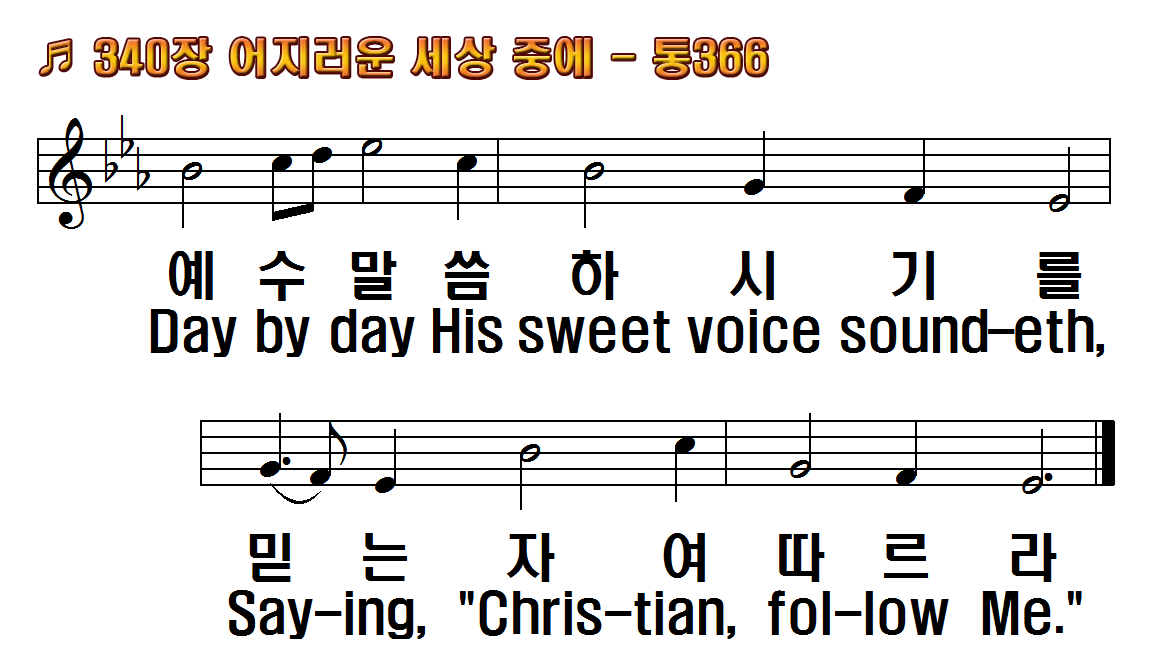 ♬ 340장 어지러운 세상 중에 - 통366
예 수 말 씀 하 시 기 를
Day by day His sweet voice sound-eth,
믿 는 자 여 따 르 라
Say-ing, "Chris-tian, fol-low Me."